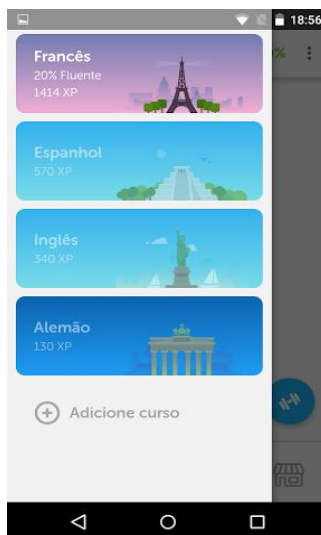 18:56
%
Francês
20% Fluente
1414 XP
Espanhol
570 XP
Inglês
340 XP
Alemão
130 XP
Adicione curso